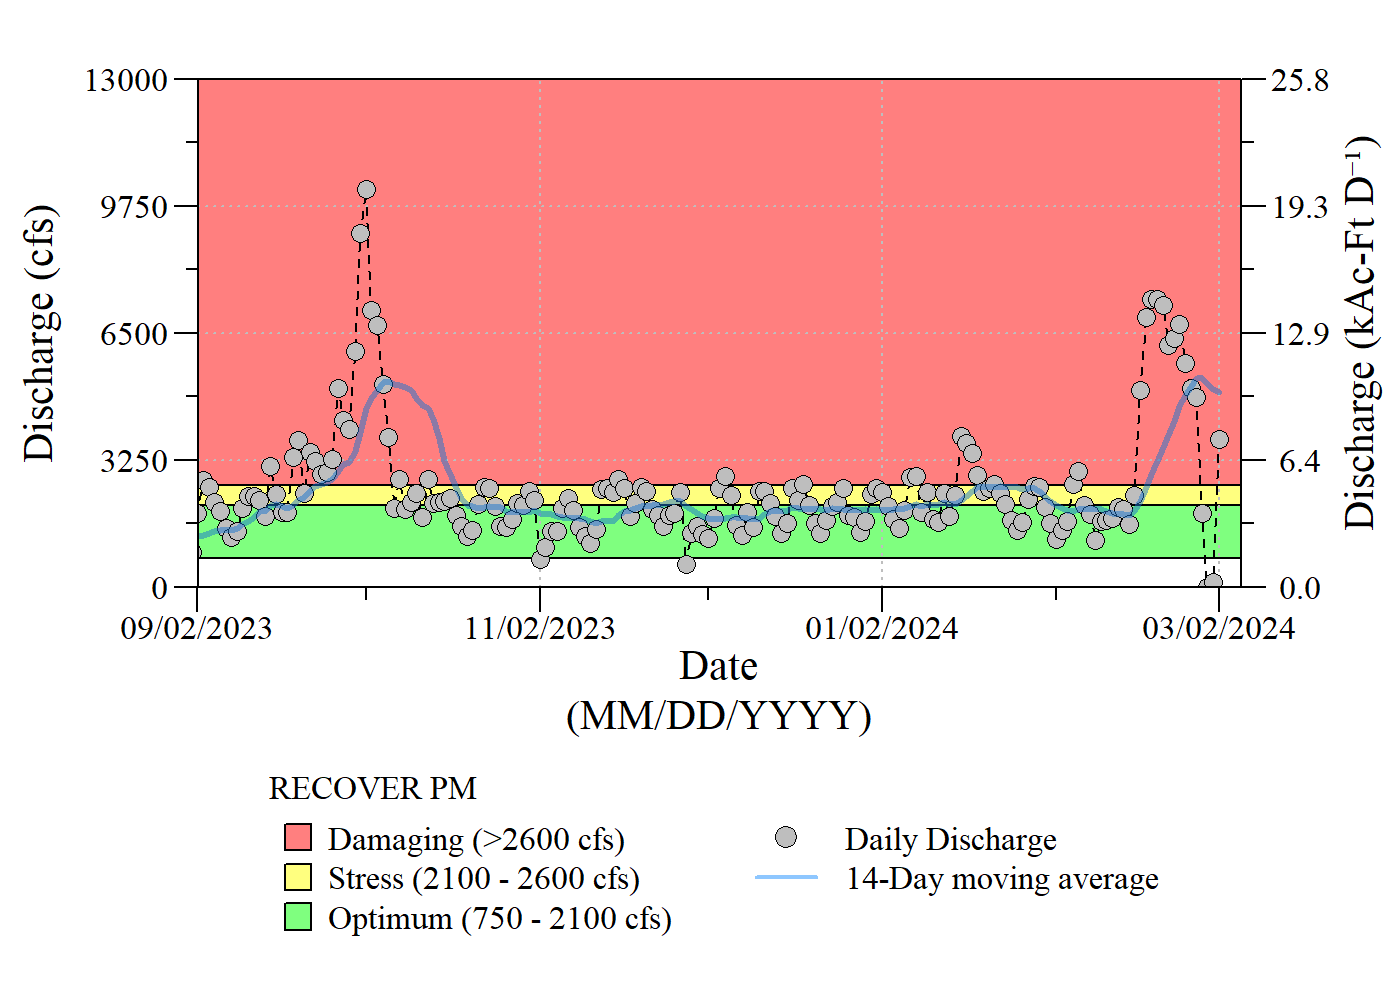 13000
9750
6500
3250
0
Discharge (cfs)
25.8
19.3
12.9
6.4
0.0
Discharge (kAc-Ft D⁻¹)
09/02/2023 11/02/2023 01/02/2024 03/02/2024
Date
(MM/DD/YYYY)
RECOVER PM
Damaging (>2600 cfs)
Stress (2100 - 2600 cfs)
Optimum (750 - 2100 cfs)
Daily Discharge
14-Day moving average